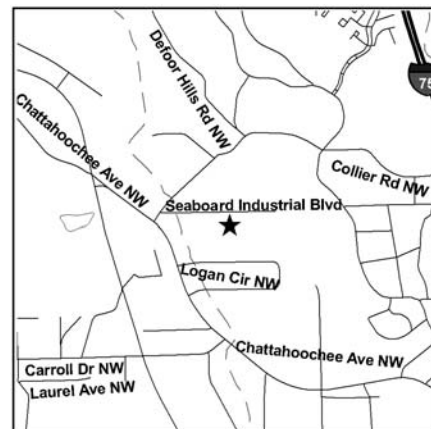 75
Defoor Hills Rd NW
Chattahoochee Ave NW
Collier Rd NW
Seaboard Industrial Blvd
Logan Cir NW
Chattahoochee Ave NW
Carroll Dr NW
Laurel Ave NW